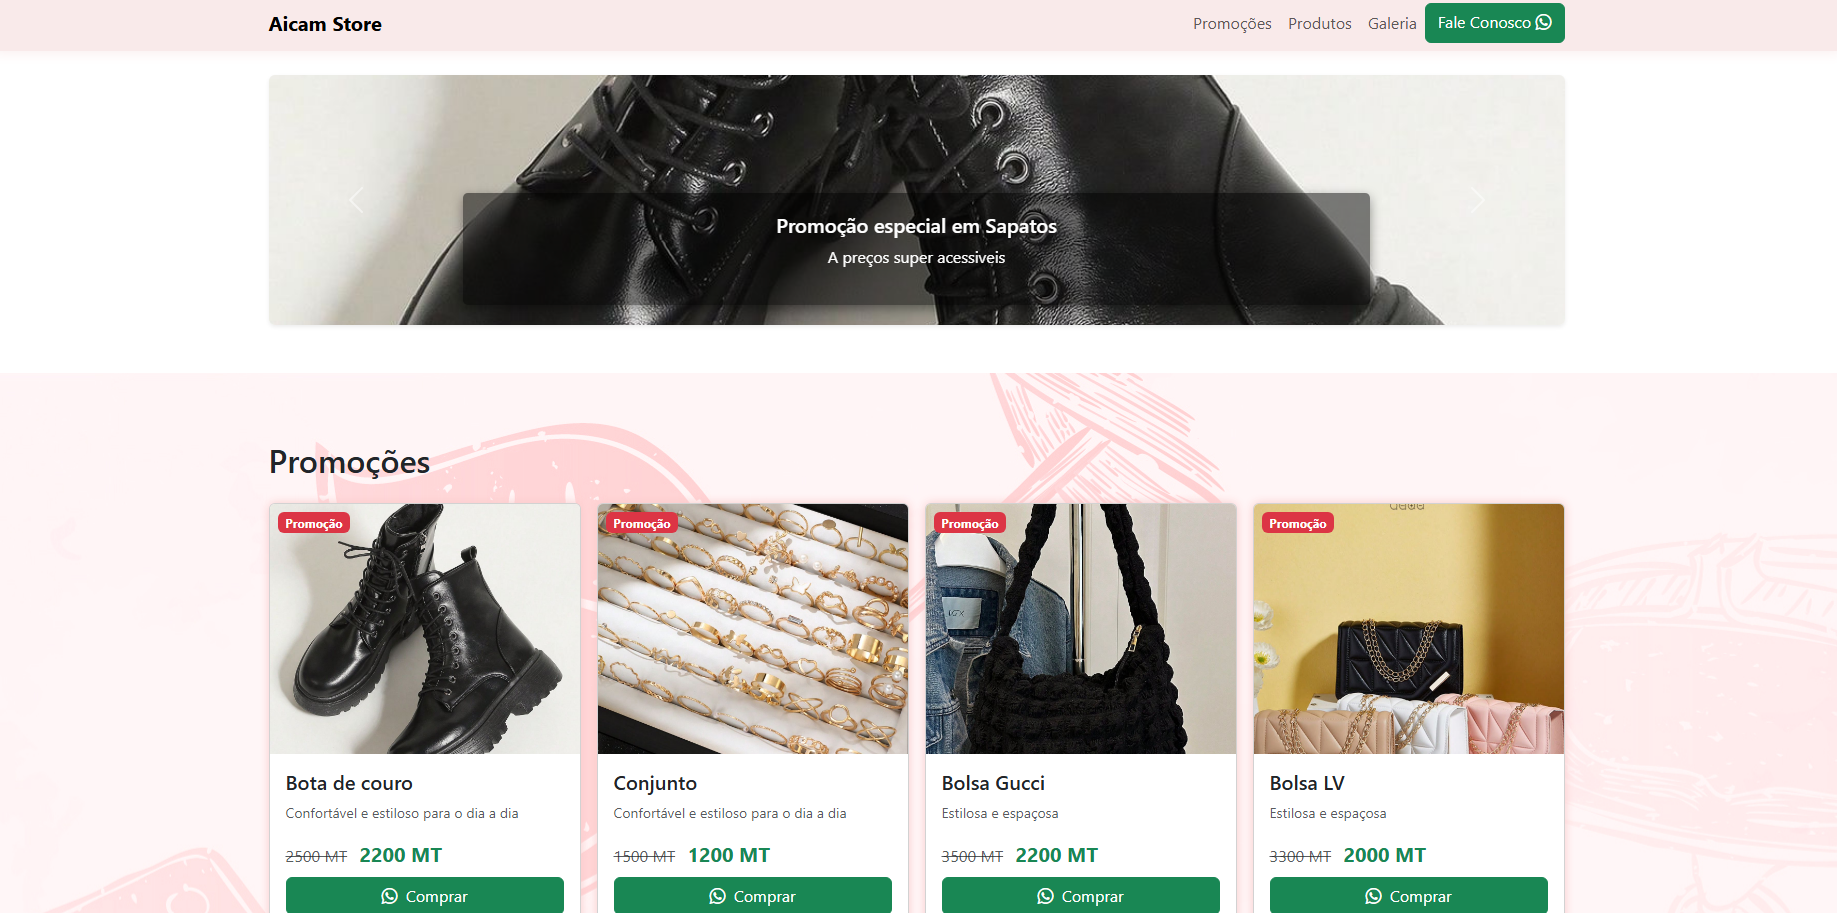 Aicam Store
Promoções Produtos Galeria Fale Conosco
Promoção especial em Sapatos
A preços super acessiveis
Promoções
Promoção Promoção Promoção Promoção
Bota de couro Conjunto Bolsa Gucci Bolsa LV
Confortável e estiloso para o dia a dia Confortável e estiloso para o dia a dia Estilosa e espaçosa Estilosa e espaçosa
2500 MT 2200 MT 1500 MT 1200 MT 3500 MT 2200 MT 3300 MT 2000 MT
Comprar Comprar Comprar Comprar